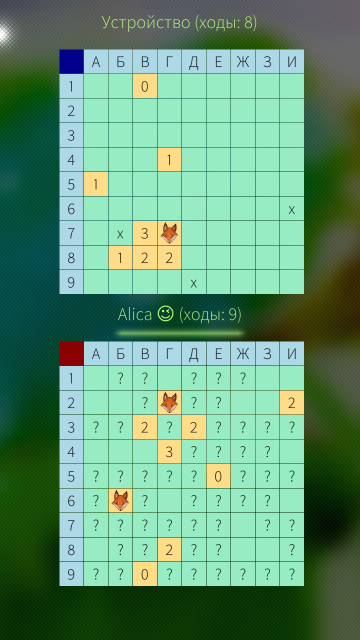 Устройство (ходы: 8)
А Б В Г Д Е Ж З И
1 0
2
3
4 1
5 1
6 x
7 x 3
8 1 2 2
9 x
Alica ☺ (ходы: 9)
А Б В Г Д Е Ж З И
1 ? ? ? ? ?
2 ? ? ? 2
3 ? ? 2 ? 2 ? ? ? ?
4 3 ? ? ? ?
5 ? ? ? ? ? 0 ? ? ?
6 ? ? ? ? ? ?
7 ? ? ? ? ? ? ? ?
8 ? ? 2 ? ? ?
9 ? ? 0 ? ? ? ? ? ?